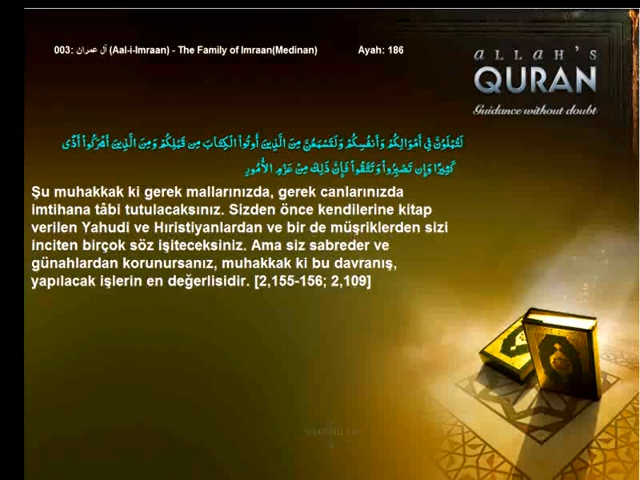 003: آل عمران (Aal-i-Imraan) - The Family of Imraan(Medinan) Ayah: 186
ALLAH'S
QURAN
Guidance without doubt
لَتُبْلَوُنَّ فِي أَمْوَالِكُمْ وَأَنفُسِكُمْ وَلَتَسْمَعُنَّ مِنَ الَّذِينَ أُوتُواْ الْكِتَابَ مِن قَبْلِكُمْ وَمِنَ الَّذِينَ أَشْرَكُواْ أَذًى
كَثِيرًا وَإِن تَصْبِرُواْ وَتَتَّقُواْ فَإِنَّ ذَلِكَ مِنْ عَزْمِ الأُمُورِ
Şu muhakkak ki gerek mallarınızda, gerek canlarınızda
imtihana tâbi tutulacaksınız. Sizden önce kendilerine kitap
verilen Yahudi ve Hıristiyanlardan ve bir de müşriklerden sizi
inciten birçok söz işiteceksiniz. Ama siz sabreder ve
günahlardan korunursanız, muhakkak ki bu davranış,
yapılacak işlerin en değerlisidir. [2,155-156; 2,109]